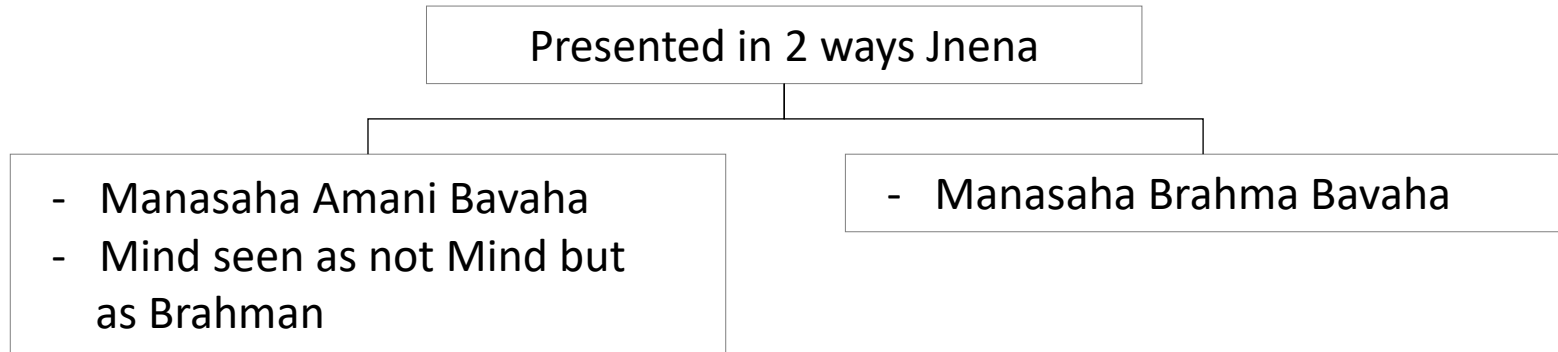 Presented in 2 ways Jnena
- Manasaha Amani Bavaha
- Mind seen as not Mind but
as Brahman
- Manasaha Brahma Bavaha